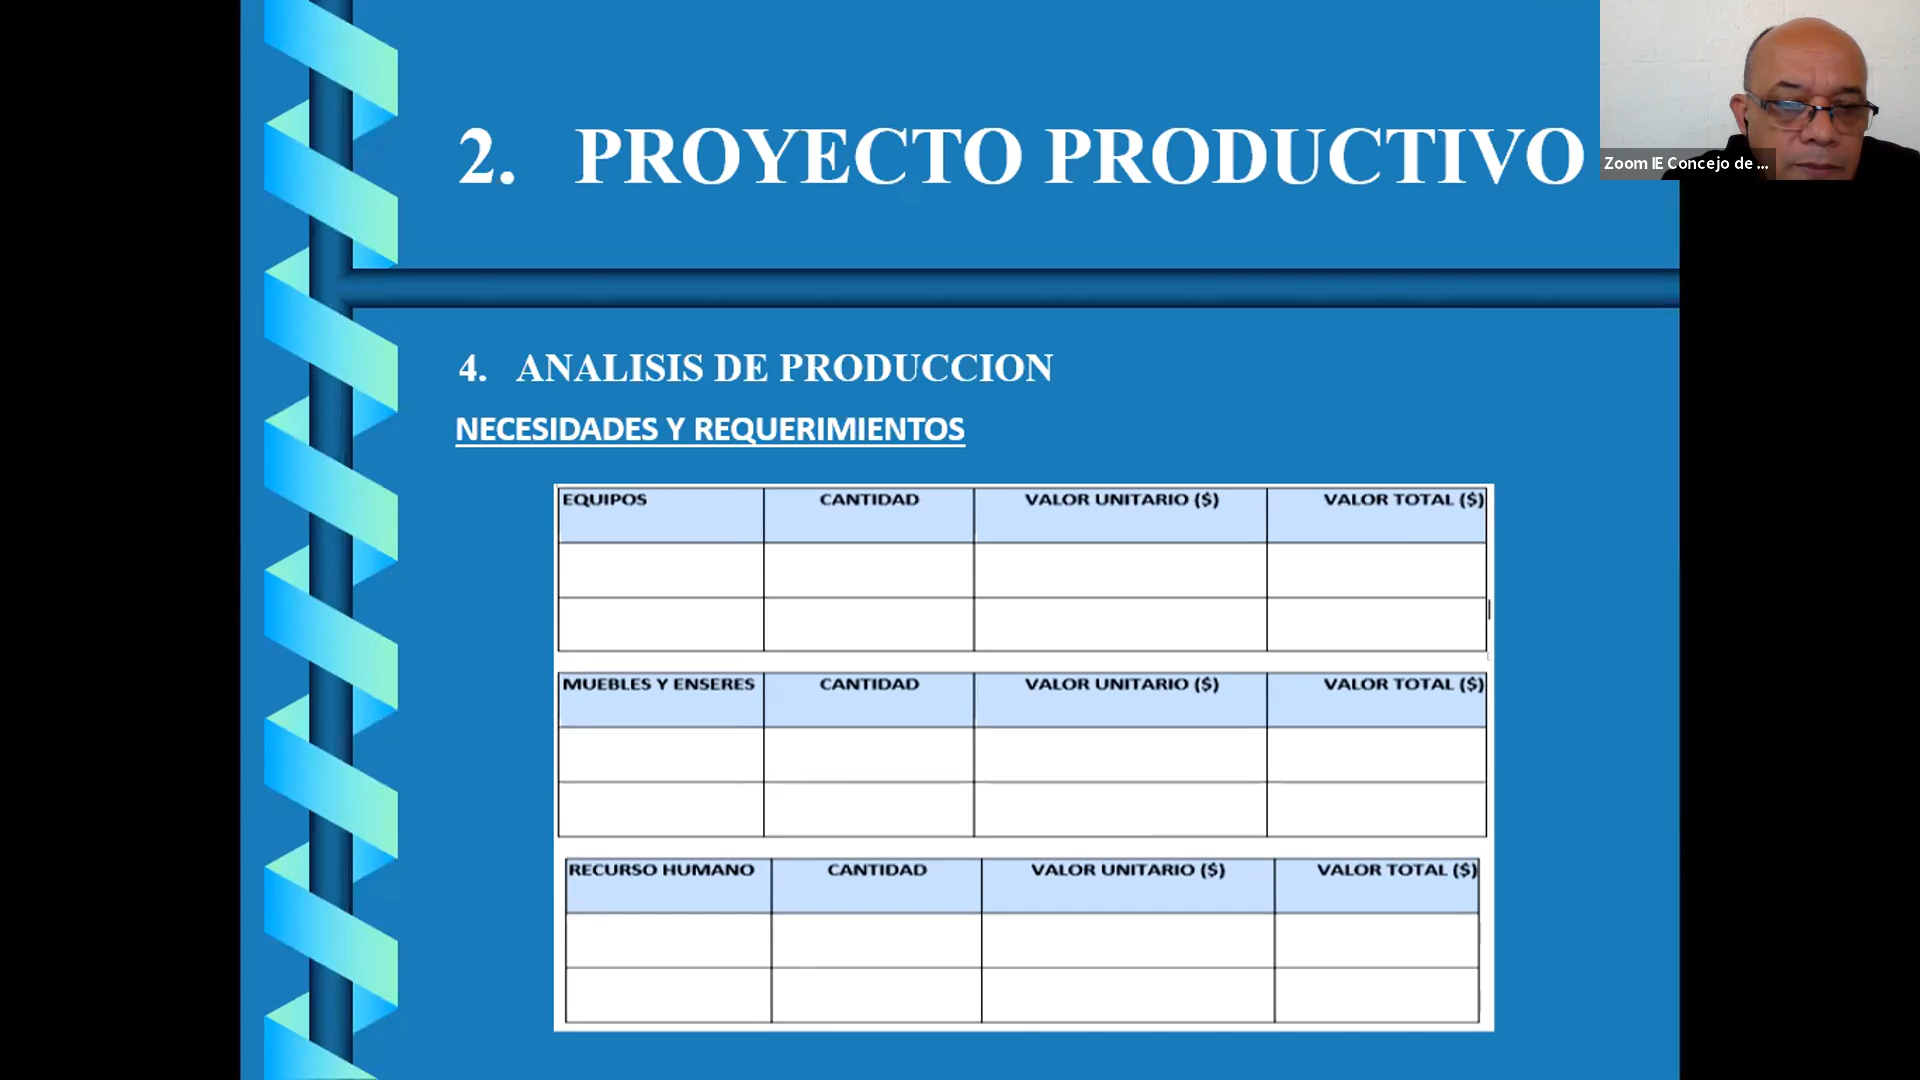 2. PROYECTO PRODUCTIVO
Zoom IE Concejo de ...
4. ANALISIS DE PRODUCCION
NECESIDADES Y REQUERIMIENTOS
EQUIPOS CANTIDAD VALOR UNITARIO ($) VALOR TOTAL ($)
MUEBLES Y ENSERES CANTIDAD VALOR UNITARIO ($) VALOR TOTAL ($)
RECURSO HUMANO CANTIDAD VALOR UNITARIO ($) VALOR TOTAL ($)